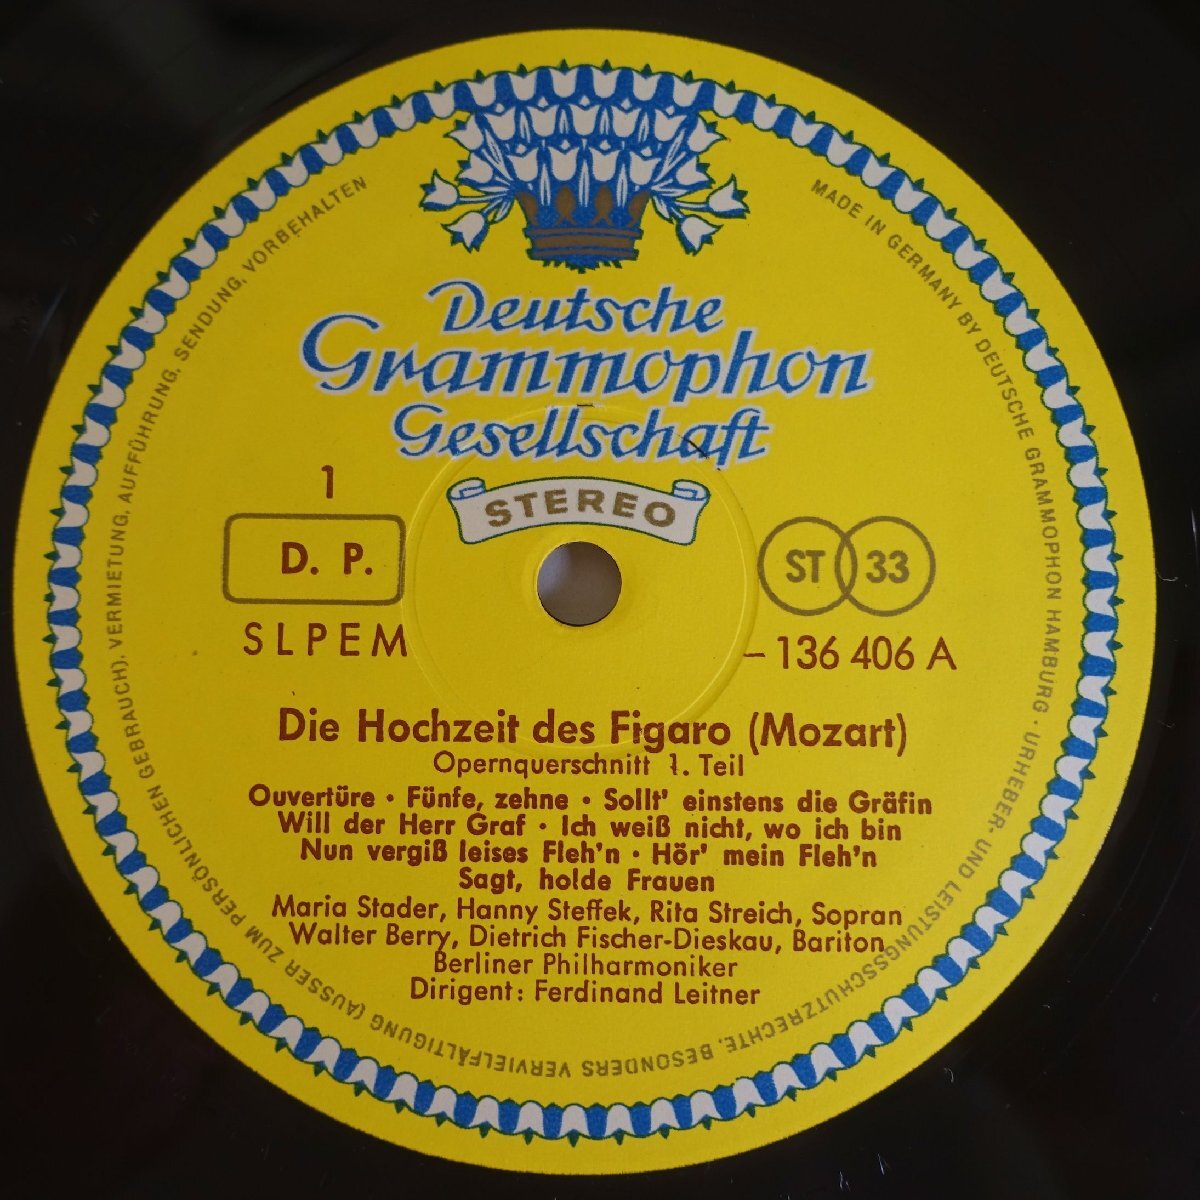 Deutsche
Grammophon
Gesellschaft
STEREO
1
D. P.
ST 33
SLPEM
– 136 406 A
Die Hochzeit des Figaro (Mozart)
Opernquerschnitt 1. Teil
Ouvertüre · Fünfe, zehne · Sollt' einstens die Gräfin
Will der Herr Graf · Ich weiß nicht, wo ich bin
Nun vergiß leises Fleh'n · Hör' mein Fleh'n
Sagt, holde Frauen
Maria Stader, Hanny Steffek, Rita Streich, Sopran
Walter Berry, Dietrich Fischer-Dieskau, Bariton
Berliner Philharmoniker
Dirigent: Ferdinand Leitner
MADE IN GERMANY BY DEUTSCHE GRAMMOPHON HAMBURG · URHEBER- UND LEISTUNGSSCHUTZRECHTE, BESONDERS VERVIELFÄLTIGUNG (AUSSER ZUM PERSÖNLICHEN GEBRAUCH), VERMIETUNG, AUFFÜHRUNG, SENDUNG, VORBEHALTEN